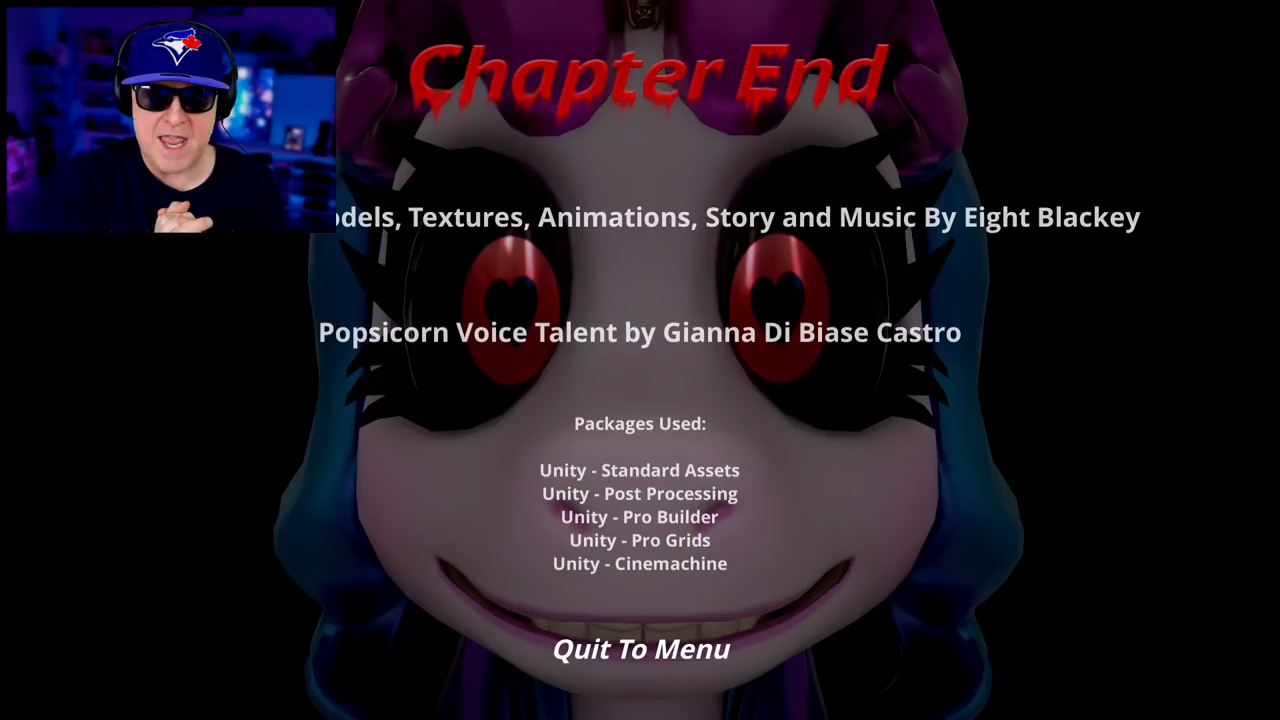 Chapter End
Textures, Animations, Story and Music By Eight Blackey
Popsicorn Voice Talent by Gianna Di Biase Castro
Packages Used:
Unity - Standard Assets
Unity - Post Processing
Unity - Pro Builder
Unity - Pro Grids
Unity - Cinemachine
Quit To Menu